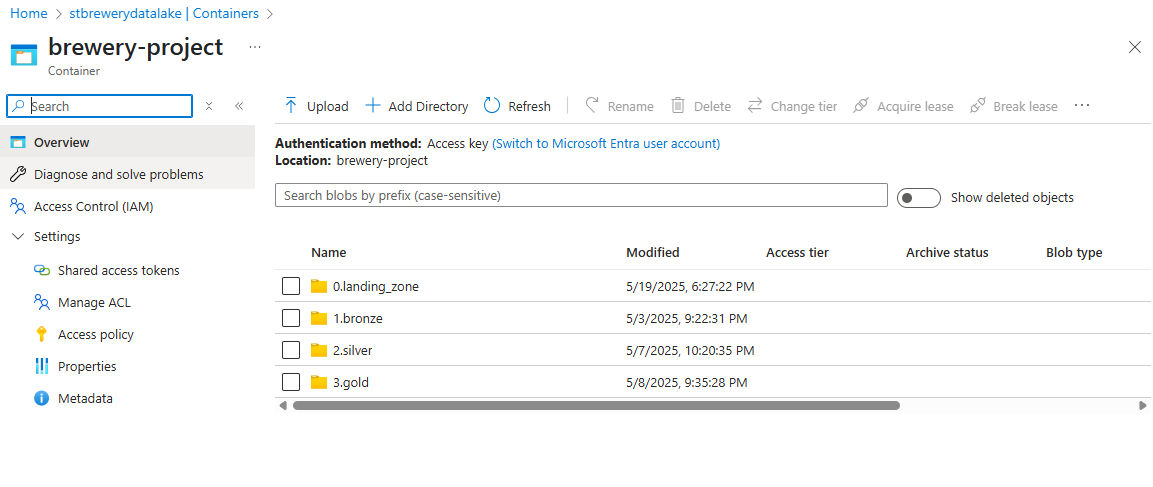 Home > stbrewerydatalake | Containers >
brewery-project ...
Container
Search
Overview
Diagnose and solve problems
Access Control (IAM)
Settings
Shared access tokens
Manage ACL
Access policy
Properties
Metadata
Upload Add Directory Refresh Rename Delete Change tier Acquire lease Break lease ...
Authentication method: Access key (Switch to Microsoft Entra user account)
Location: brewery-project
Search blobs by prefix (case-sensitive)
Show deleted objects
Name Modified Access tier Archive status Blob type
0.landing_zone 5/19/2025, 6:27:22 PM
1.bronze 5/3/2025, 9:22:31 PM
2.silver 5/7/2025, 10:20:35 PM
3.gold 5/8/2025, 9:35:28 PM